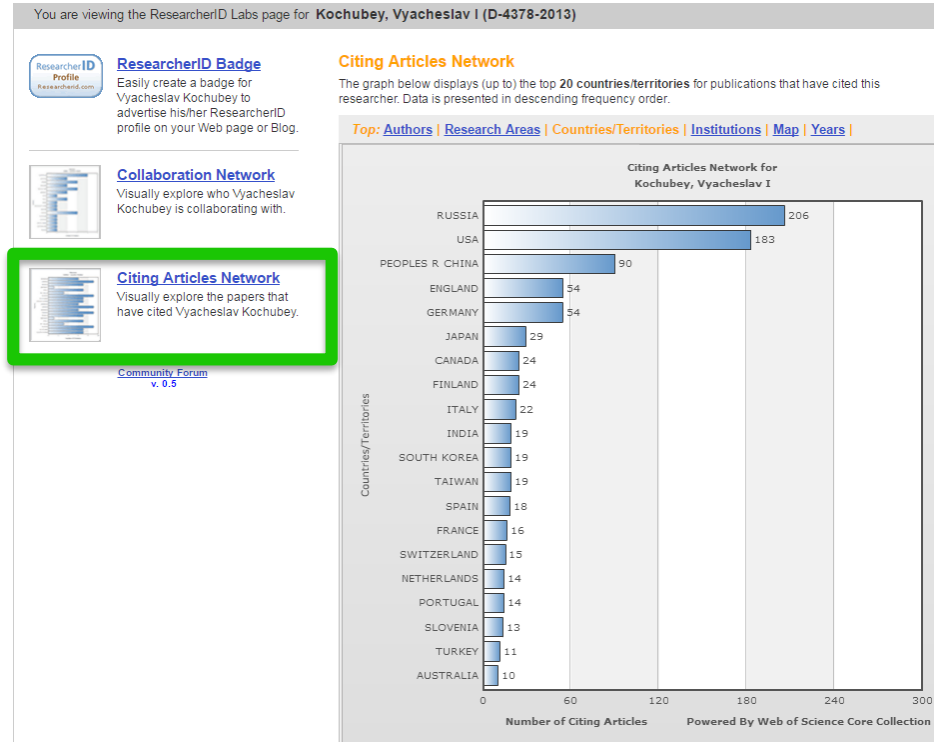 You are viewing the ResearcherID Labs page for Kochubey, Vyacheslav I (D-4378-2013)
ResearcherID
Profile
Researcherid.com
ResearcherID Badge
Easily create a badge for
Vyacheslav Kochubey to
advertise his/her ResearcherID
profile on your Web page or Blog.
Collaboration Network
Visually explore who Vyacheslav
Kochubey is collaborating with.
Citing Articles Network
Visually explore the papers that
have cited Vyacheslav Kochubey.
Community Forum
v. 0.5
Citing Articles Network
The graph below displays (up to) the top 20 countries/territories for publications that have cited this
researcher. Data is presented in descending frequency order.
Top: Authors | Research Areas | Countries/Territories | Institutions | Map | Years |
Citing Articles Network for
Kochubey, Vyacheslav I
Countries/Territories
RUSSIA 206
USA 183
PEOPLES R CHINA 90
ENGLAND 54
GERMANY 54
JAPAN 29
CANADA 24
FINLAND 24
ITALY 22
INDIA 19
SOUTH KOREA 19
TAIWAN 19
SPAIN 18
FRANCE 16
SWITZERLAND 15
NETHERLANDS 14
PORTUGAL 14
SLOVENIA 13
TURKEY 11
AUSTRALIA 10
0 60 120 180 240 300
Number of Citing Articles Powered By Web of Science Core Collection